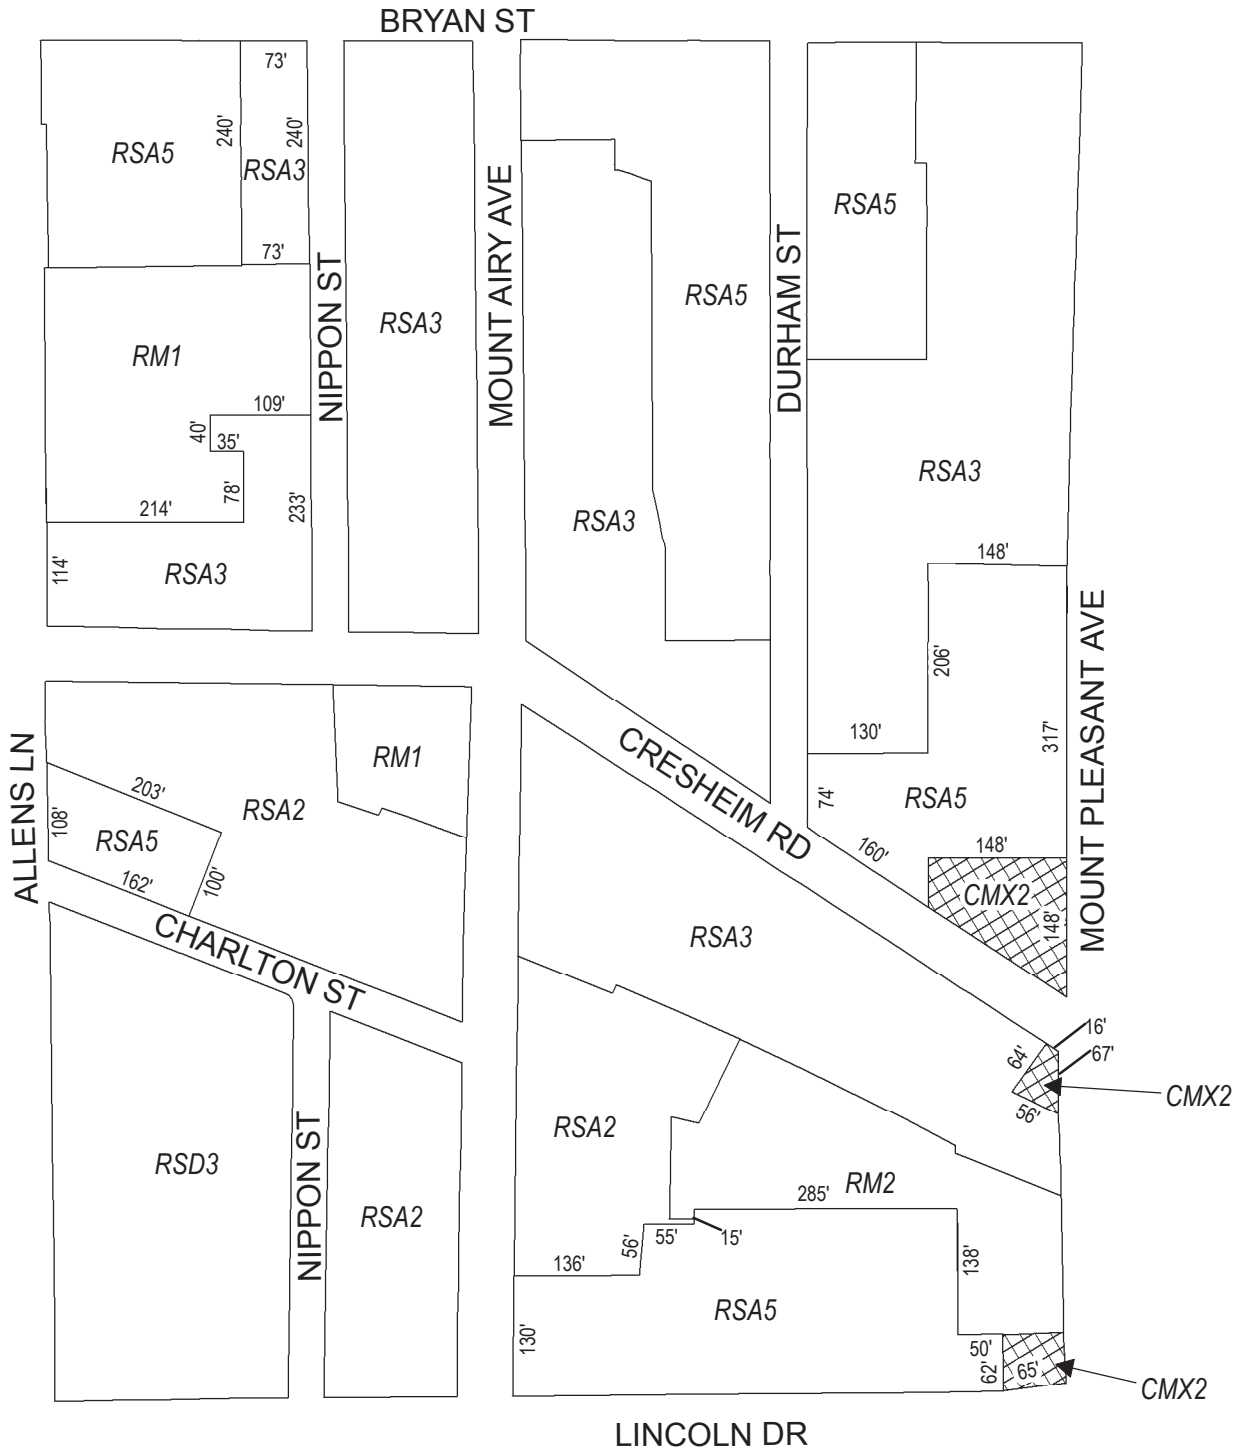 BRYAN ST
73'
240'
240'
RSA5
RSA3
73'
RSA5
MOUNT AIRY AVE
NIPPON ST
DURHAM ST
RSA5
RSA3
RM1
109'
40'
35'
78'
233'
214'
114'
RSA3
RSA3
RSA3
148'
206'
MOUNT PLEASANT AVE
317'
130'
74'
RSA5
160'
148'
CMX2
148'
CRESHEIM RD
RM1
ALLENS LN
203'
RSA2
108'
RSA5
162'
100'
CHARLTON ST
RSA3
16'
64'
67'
56'
CMX2
RSD3
NIPPON ST
RSA2
RSA2
RM2
285'
15'
55'
56'
136'
138'
RSA5
130'
50'
62'
65'
CMX2
LINCOLN DR